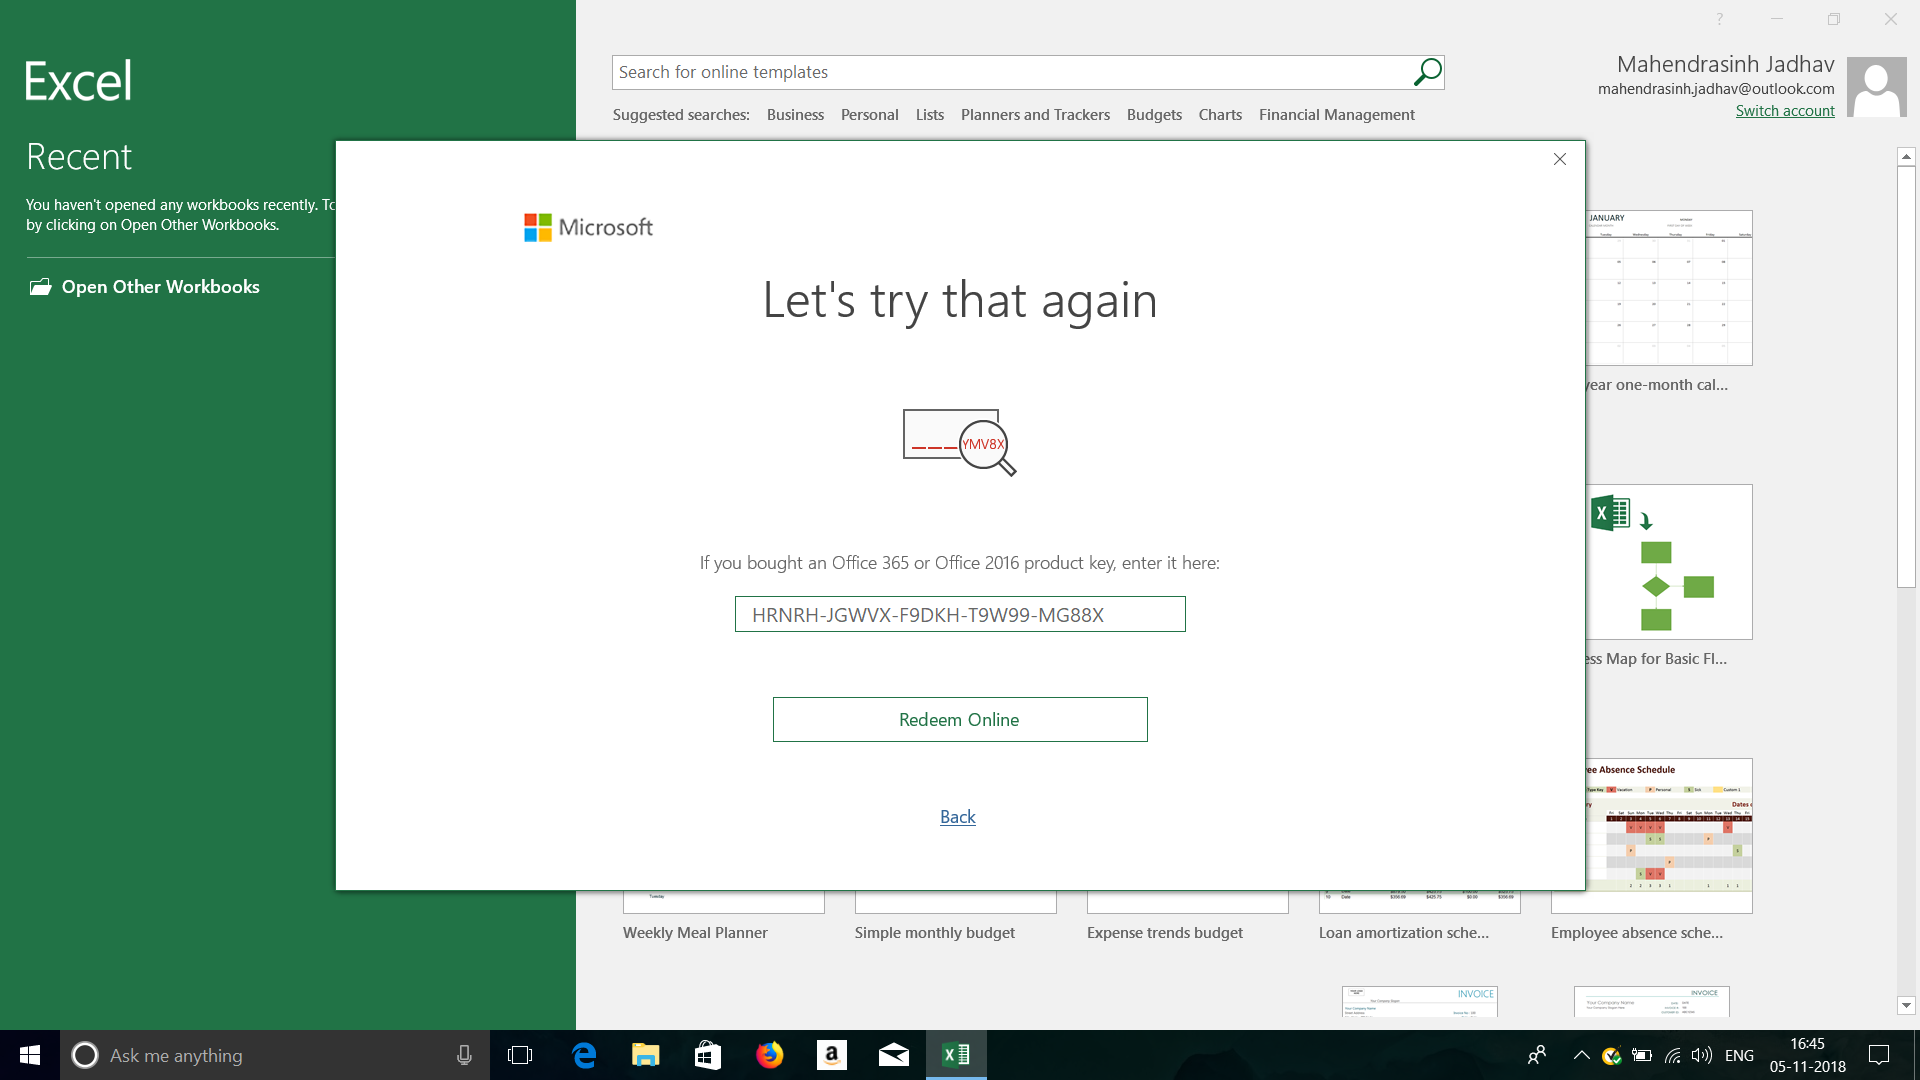 Excel
Recent
You haven't opened any workbooks recently. To
by clicking on Open Other Workbooks.
Open Other Workbooks
?
Search for online templates
Suggested searches: Business Personal Lists Planners and Trackers Budgets Charts Financial Management
Mahendrasinh Jadhav
mahendrasinh.jadhav@outlook.com
Switch account
Microsoft
Let's try that again
YMV8X
If you bought an Office 365 or Office 2016 product key, enter it here:
HRNRH-JGWVX-F9DKH-T9W99-MG88X
Redeem Online
Back
JANUARY
year one-month cal...
X
ess Map for Basic Fl...
ee Absence Schedule
Weekly Meal Planner
Simple monthly budget
Expense trends budget
Loan amortization sche...
Employee absence sche...
INVOICE
INVOICE
Your Company Name
Ask me anything
a
ENG
16:45
05-11-2018